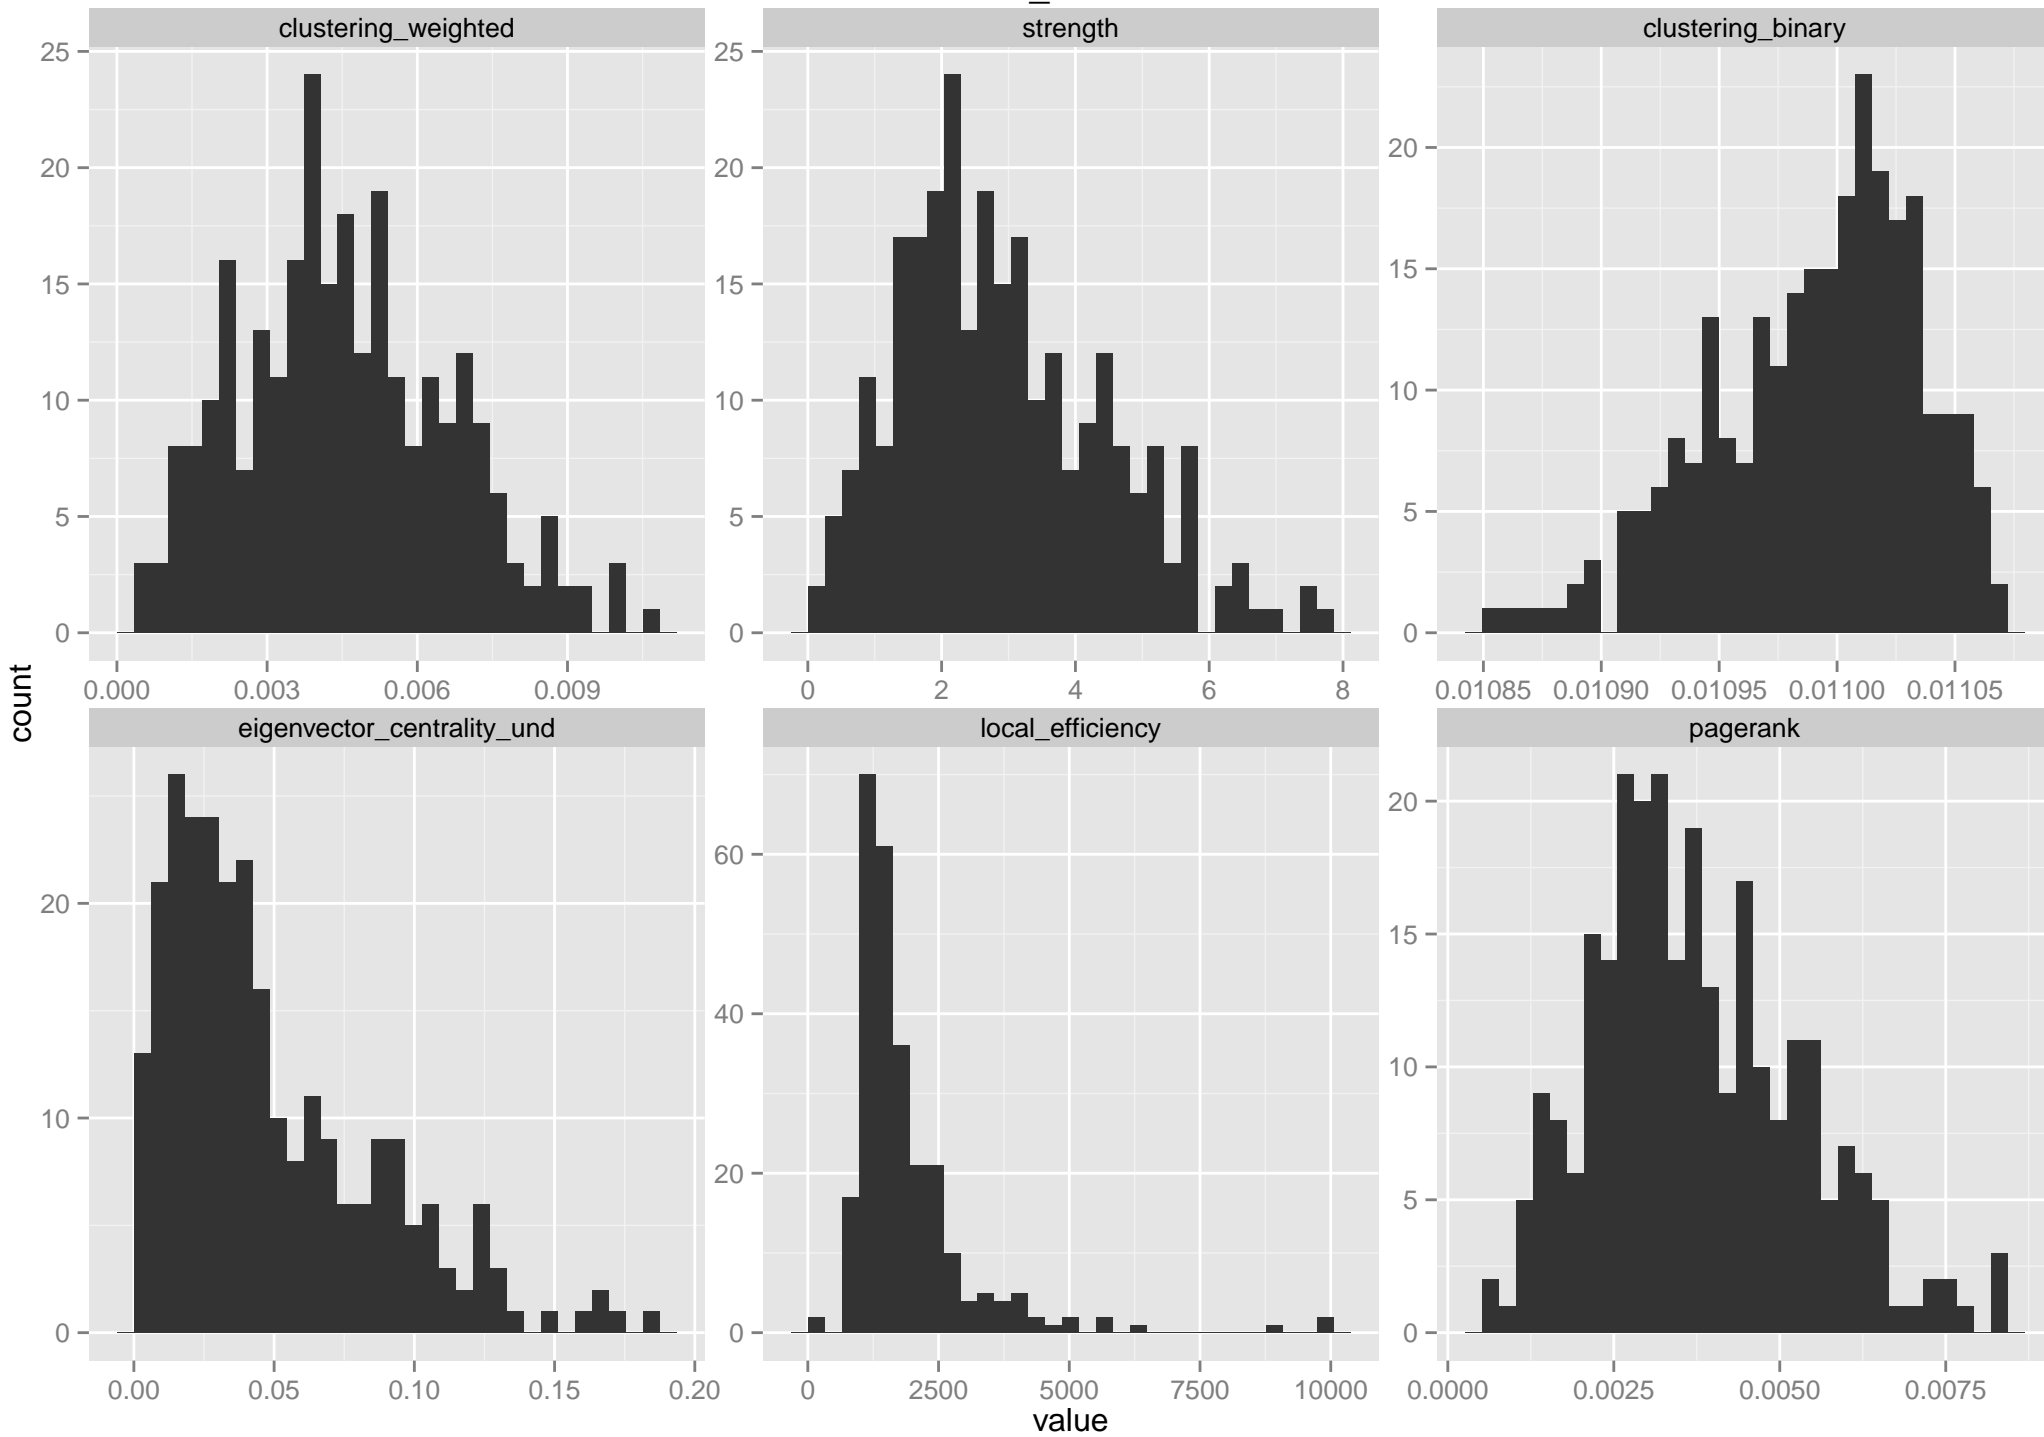 clustering_weighted
strength
clustering_binary
25
20
15
10
5
0
0.000 0.003 0.006 0.009
25
20
15
10
5
0
0 2 4 6 8
20
15
10
5
0
0.01085 0.01090 0.01095 0.01100 0.01105
count
eigenvector_centrality_und
local_efficiency
pagerank
20
10
0
0.00 0.05 0.10 0.15 0.20
60
40
20
0
0 2500 5000 7500 10000
20
15
10
5
0
0.0000 0.0025 0.0050 0.0075
value